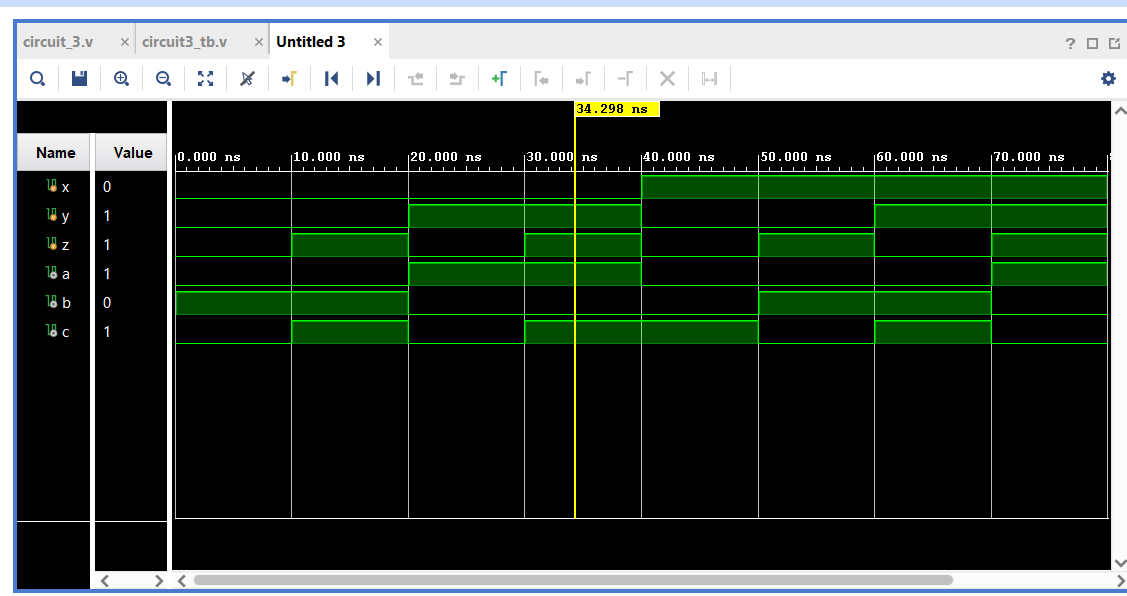 circuit_3.v × circuit3_tb.v × Untitled 3 × ?
34.298 ns
Name Value 0.000 ns 10.000 ns 20.000 ns 30.000 ns 40.000 ns 50.000 ns 60.000 ns 70.000 ns
x 0
y 1
z 1
a 1
b 0
c 1